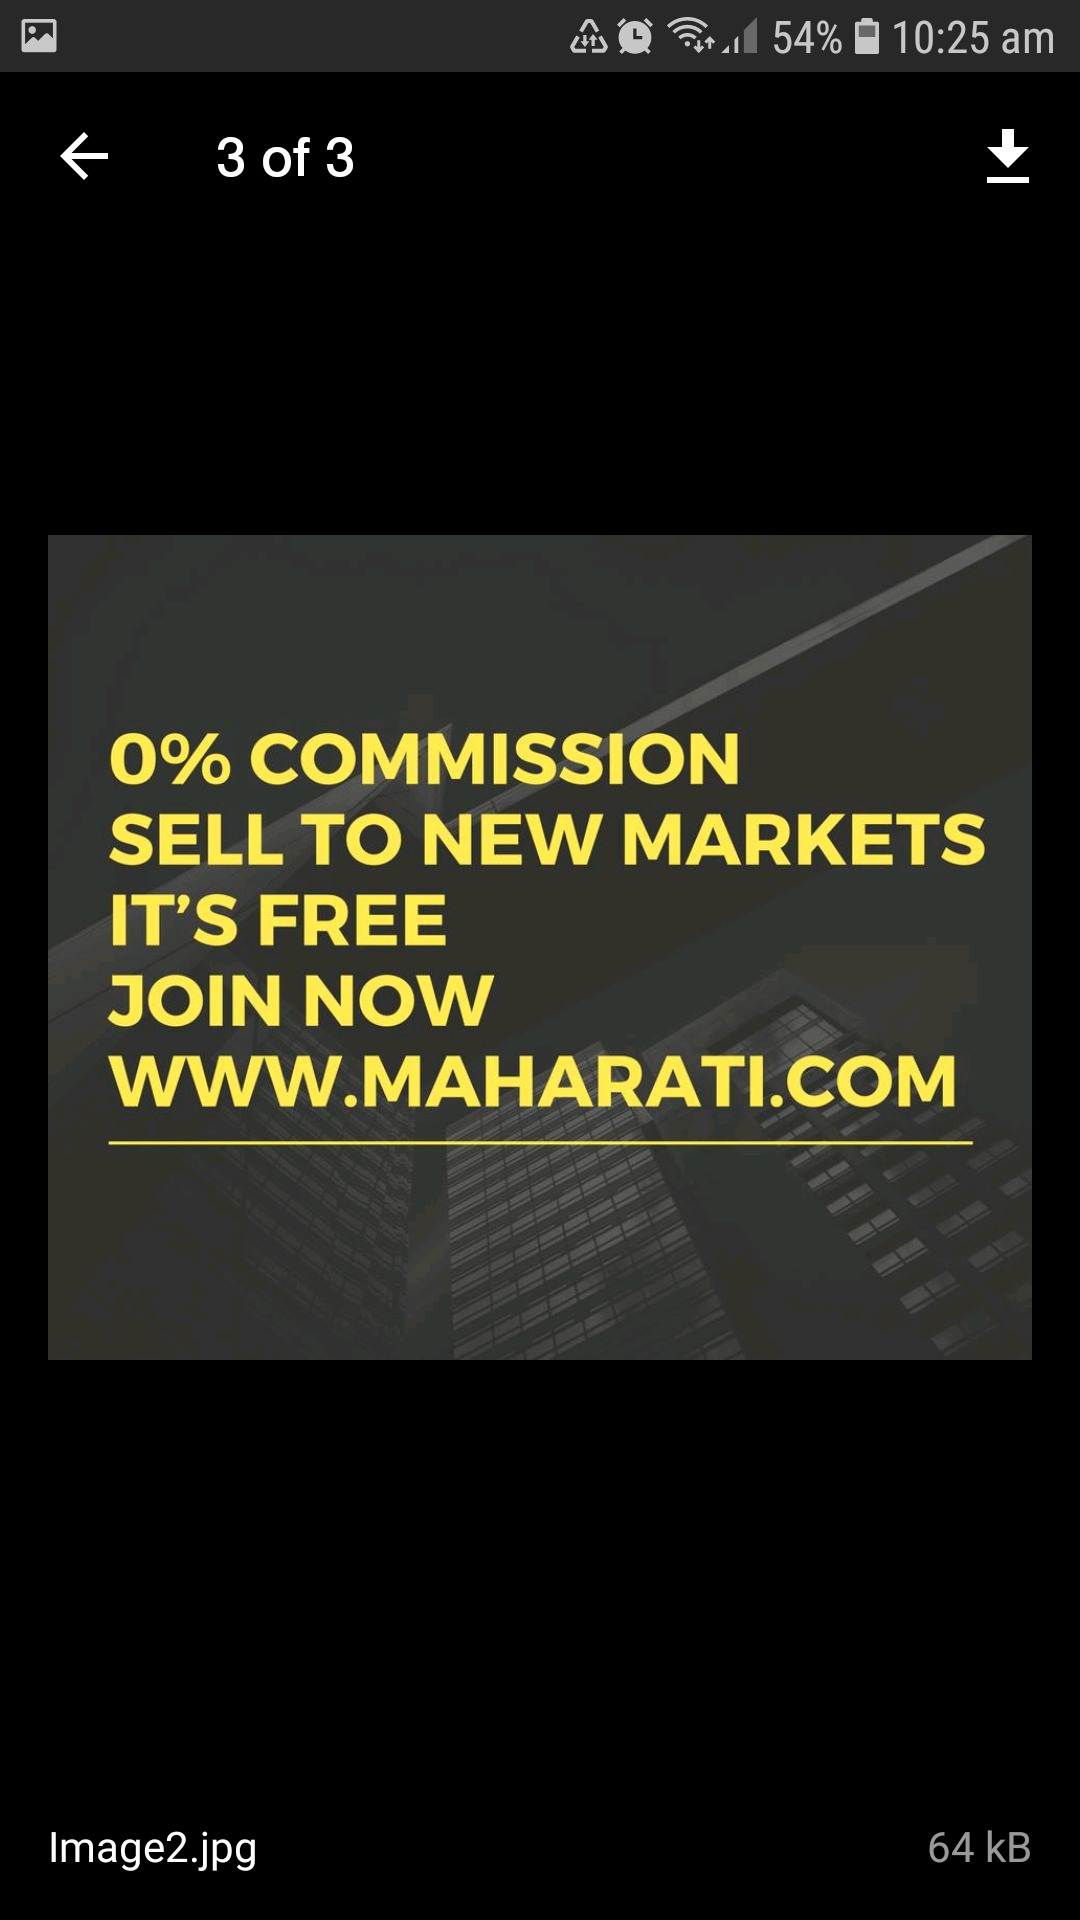 54% 10:25 am
3 of 3
0% COMMISSION
SELL TO NEW MARKETS
IT’S FREE
JOIN NOW
WWW.MAHARATI.COM
Image2.jpg 64 kB